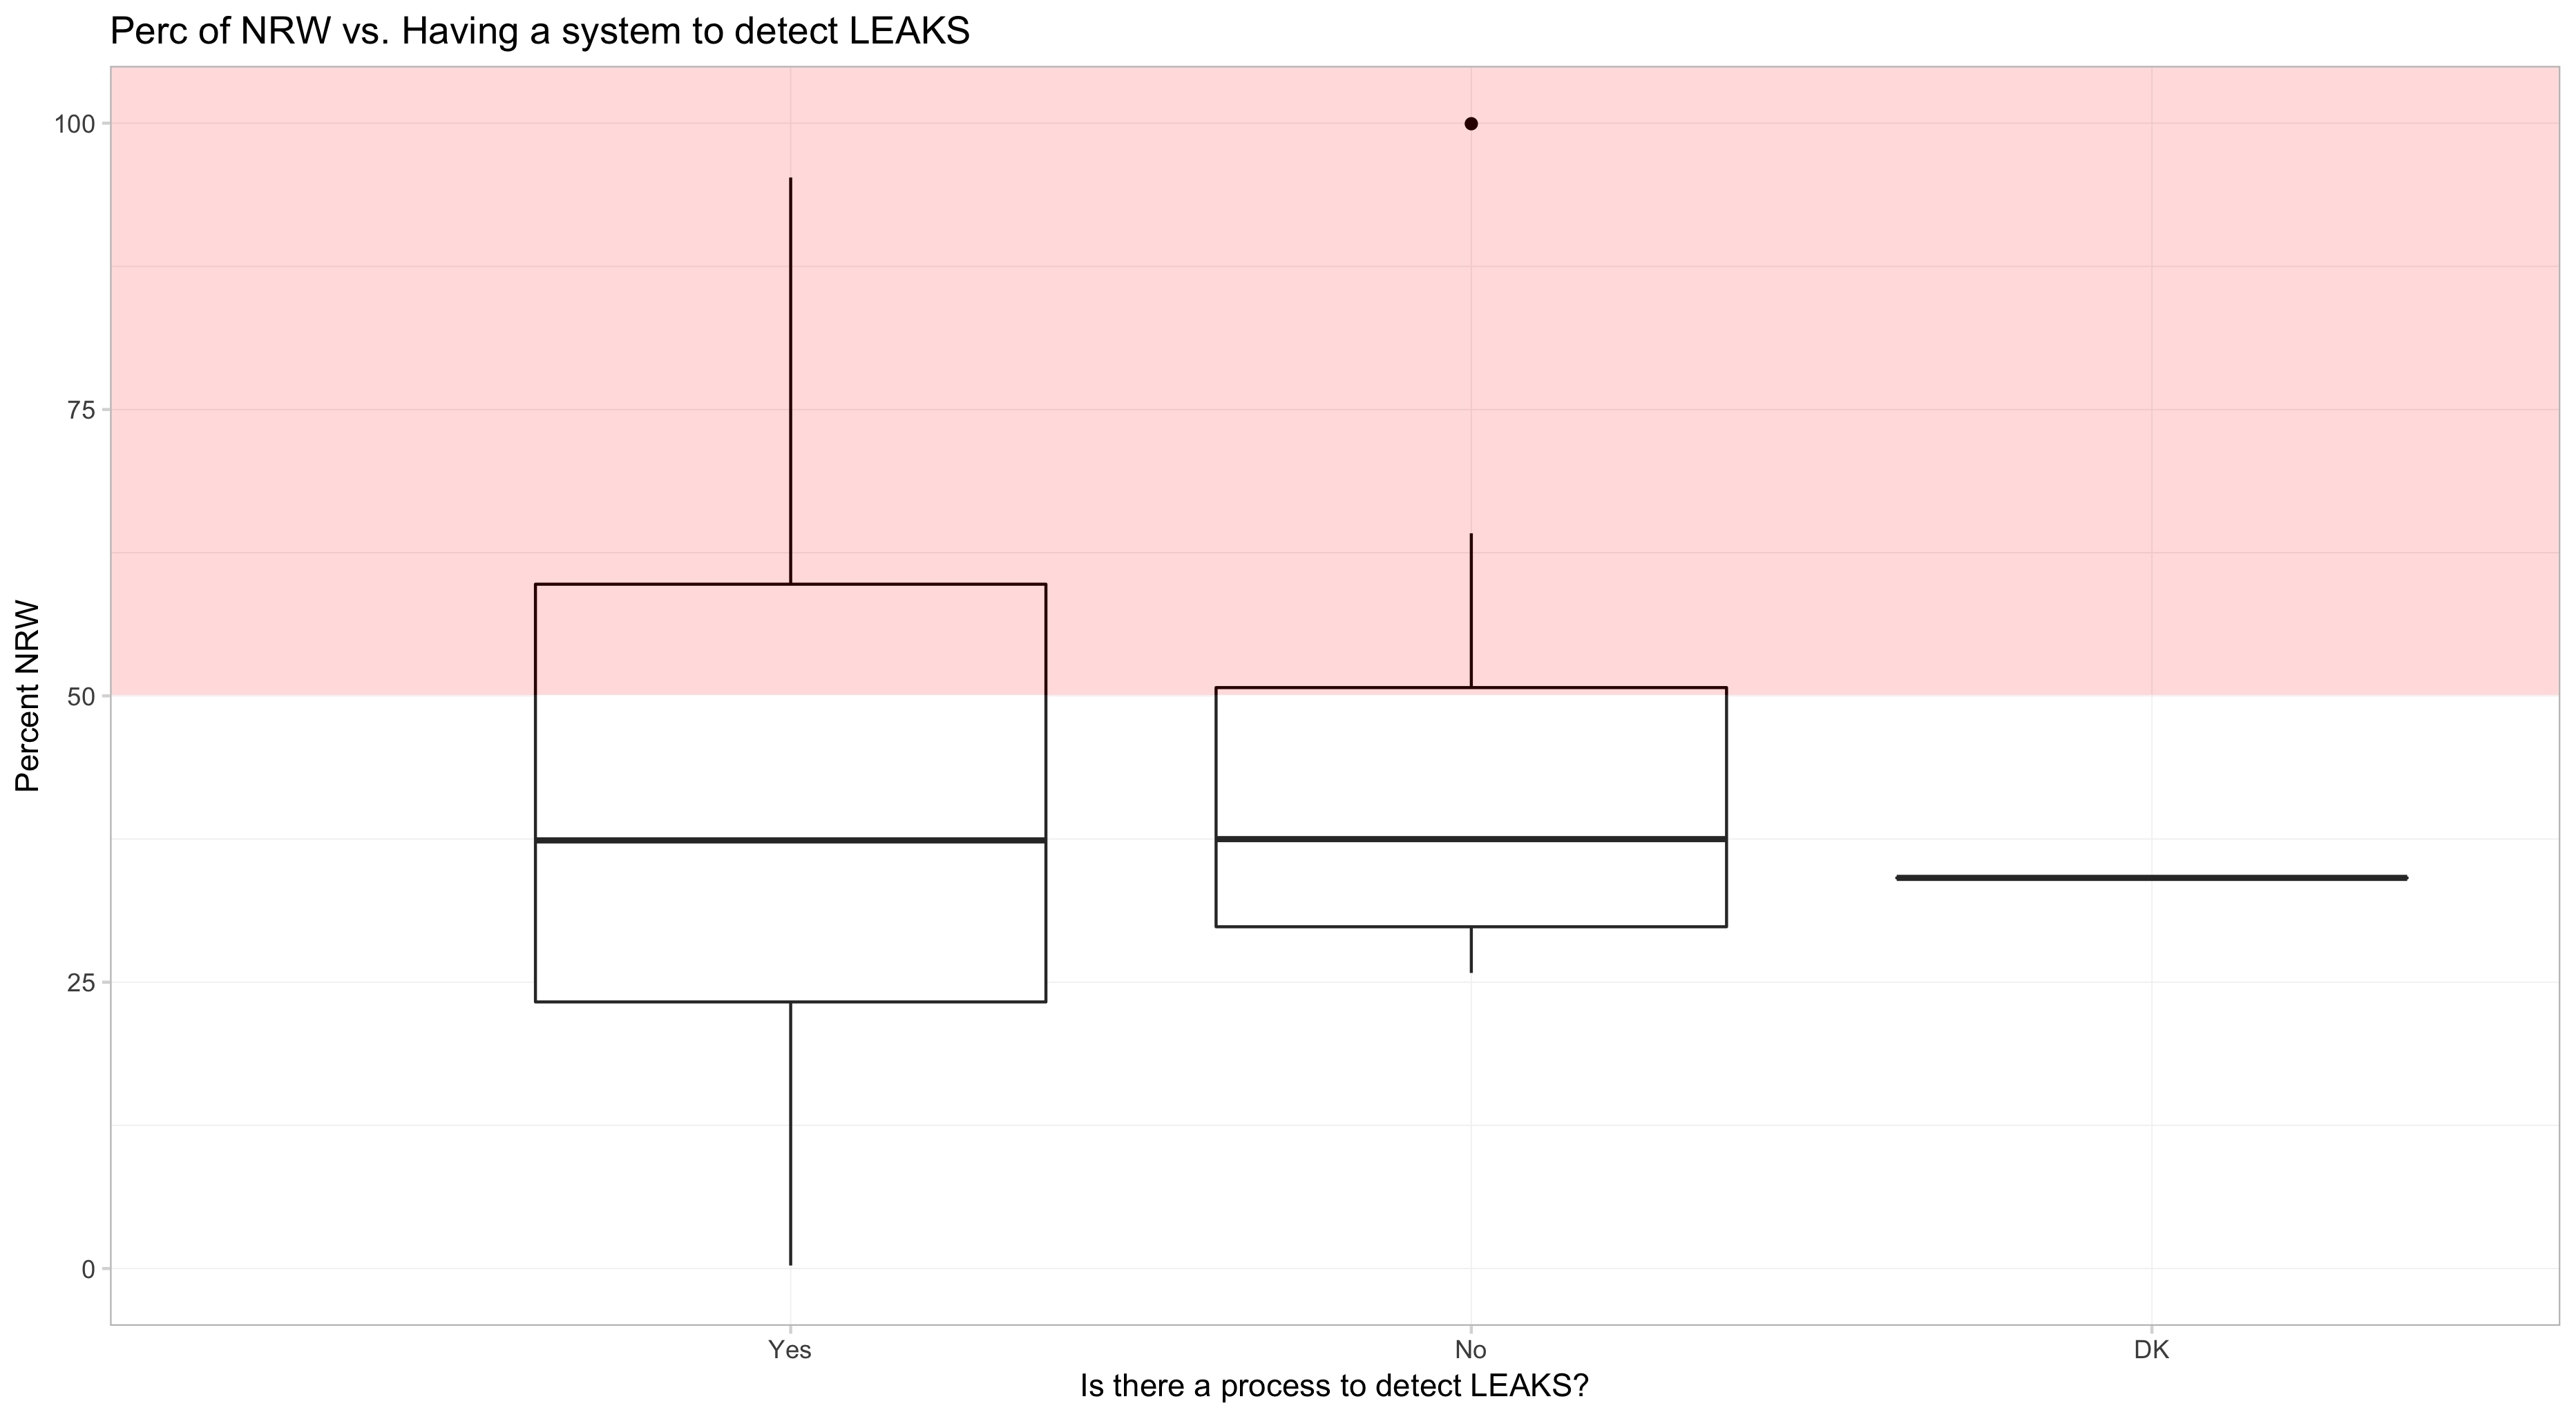 Perc of NRW vs. Having a system to detect LEAKS
Percent NRW
100
75
50
25
0
Yes
No
DK
Is there a process to detect LEAKS?